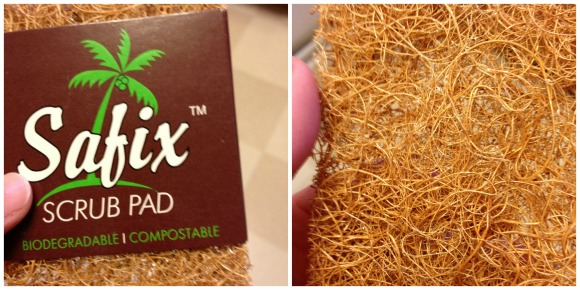 Safix™
SCRUB PAD
BIODEGRADABLE | COMPOSTABLE